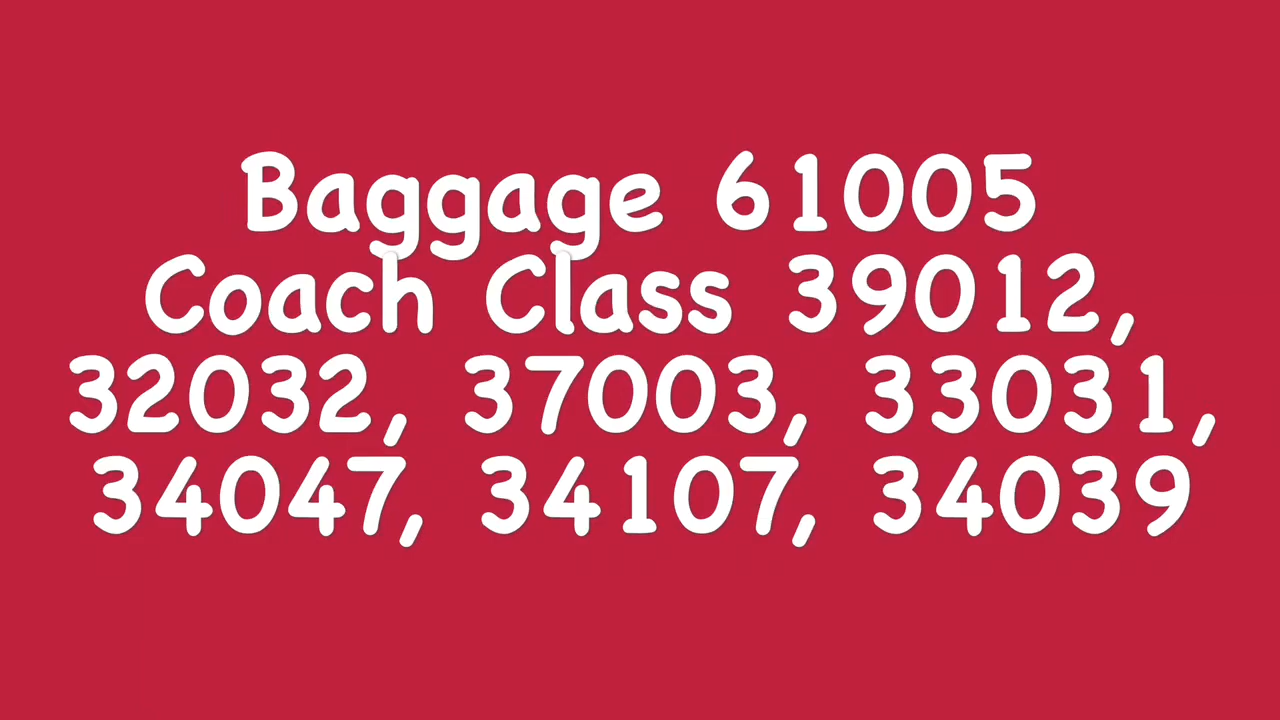 Baggage 61005
Coach Class 39012,
32032, 37003, 33031,
34047, 34107, 34039